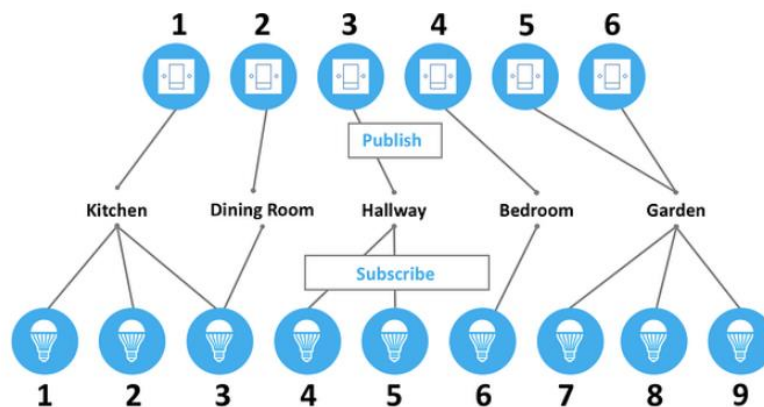 1 2 3 4 5 6
Publish
Kitchen Dining Room Hallway Bedroom Garden
Subscribe
1 2 3 4 5 6 7 8 9